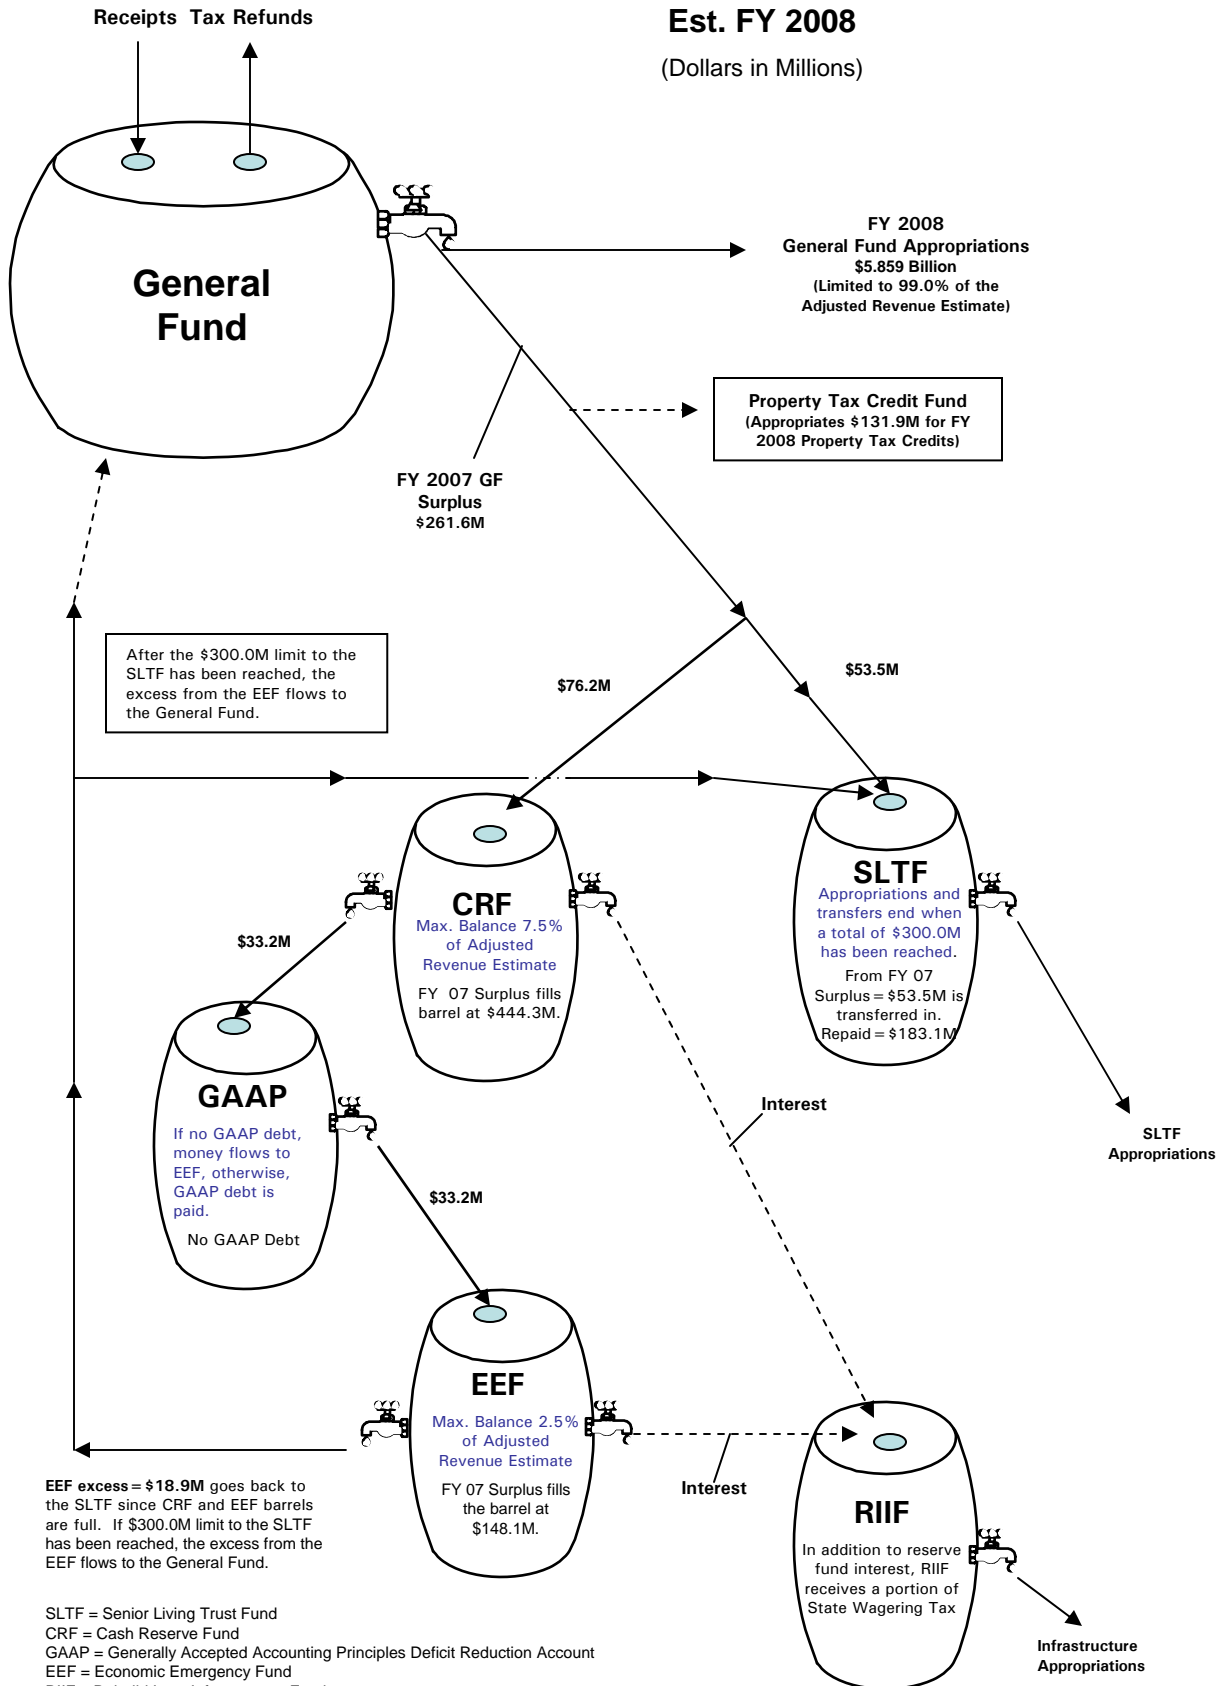 Receipts Tax Refunds
Est. FY 2008
(Dollars in Millions)
General
Fund
FY 2008
General Fund Appropriations
$5.859 Billion
(Limited to 99.0% of the
Adjusted Revenue Estimate)
Property Tax Credit Fund
(Appropriates $131.9M for FY
2008 Property Tax Credits)
FY 2007 GF
Surplus
$261.6M
After the $300.0M limit to the
SLTF has been reached, the
excess from the EEF flows to
the General Fund.
$76.2M
$53.5M
CRF
Max. Balance 7.5%
of Adjusted
Revenue Estimate
FY 07 Surplus fills
barrel at $444.3M.
SLTF
Appropriations and
transfers end when
a total of $300.0M
has been reached.
From FY 07
Surplus=$53.5M is
transferred in.
Repaid=$183.1M
$33.2M
GAAP
If no GAAP debt,
money flows to
EEF, otherwise,
GAAP debt is
paid.
No GAAP Debt
Interest
SLTF
Appropriations
$33.2M
EEF
Max. Balance 2.5%
of Adjusted
Revenue Estimate
FY 07 Surplus fills
the barrel at
$148.1M.
Interest
RIIF
In addition to reserve
fund interest, RIIF
receives a portion of
State Wagering Tax
Infrastructure
Appropriations
EEF excess=$18.9M goes back to
the SLTF since CRF and EEF barrels
are full. If $300.0M limit to the SLTF
has been reached, the excess from the
EEF flows to the General Fund.
SLTF = Senior Living Trust Fund
CRF = Cash Reserve Fund
GAAP = Generally Accepted Accounting Principles Deficit Reduction Account
EEF = Economic Emergency Fund